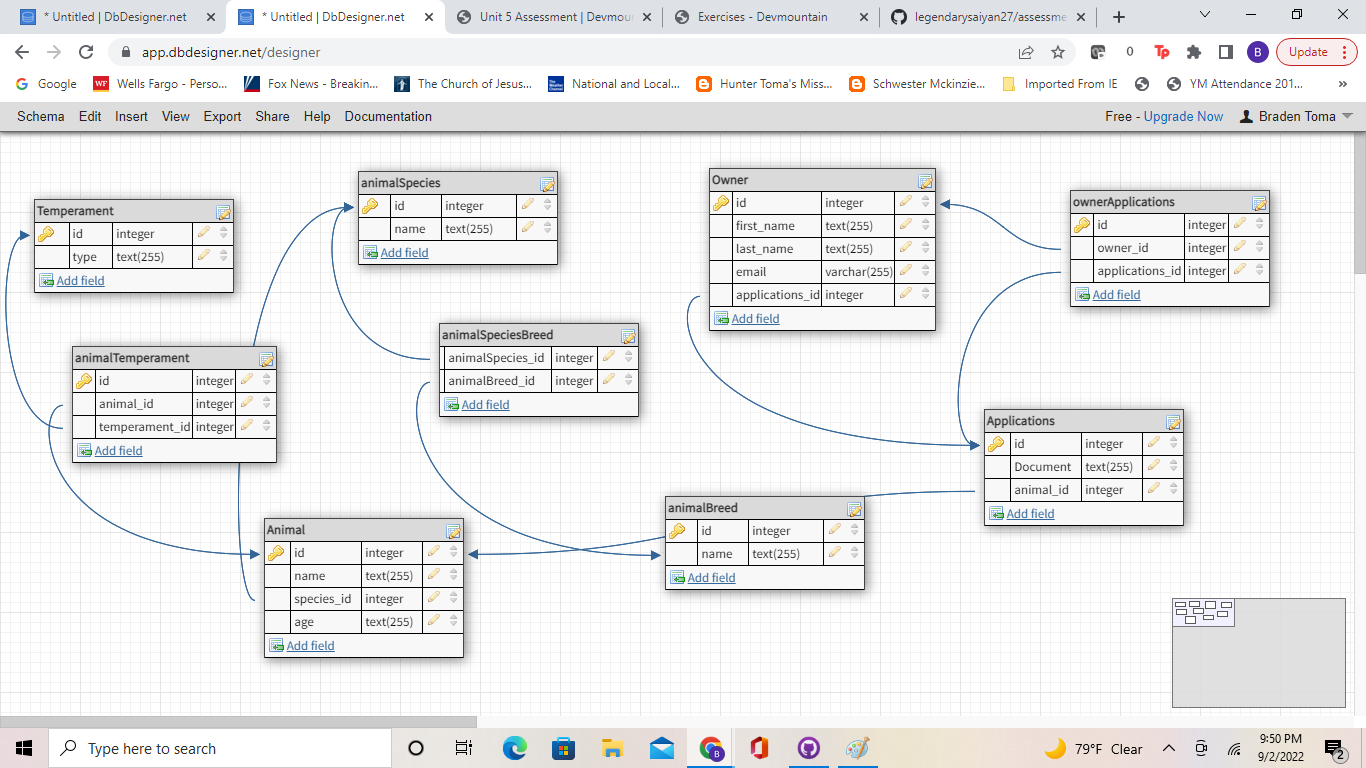 * Untitled | DbDesigner.net
* Untitled | DbDesigner.net
Unit 5 Assessment | Devmour
Exercises - Devmountain
legendarysaiyan27/assessme
app.dbdesigner.net/designer
0
Tp
B
Update
Google
WF
Wells Fargo - Perso...
Fox News - Breakin...
The Church of Jesus...
National and Local...
Hunter Toma's Miss...
Schwester Mckinzie...
Imported From IE
YM Attendance 201...
»
Schema
Edit
Insert
View
Export
Share
Help
Documentation
Free - Upgrade Now
Braden Toma
Temperament
id integer
type text(255)
Add field
animalSpecies
id integer
name text(255)
Add field
Owner
id integer
first_name text(255)
last_name text(255)
email varchar(255)
applications_id integer
Add field
ownerApplications
id integer
owner_id integer
applications_id integer
Add field
animalTemperament
id integer
animal_id integer
temperament_id integer
Add field
animalSpeciesBreed
animalSpecies_id integer
animalBreed_id integer
Add field
Applications
id integer
Document text(255)
animal_id integer
Add field
Animal
id integer
name text(255)
species_id integer
age text(255)
Add field
animalBreed
id integer
name text(255)
Add field
Type here to search
B
79°F Clear
9:50 PM
9/2/2022
2